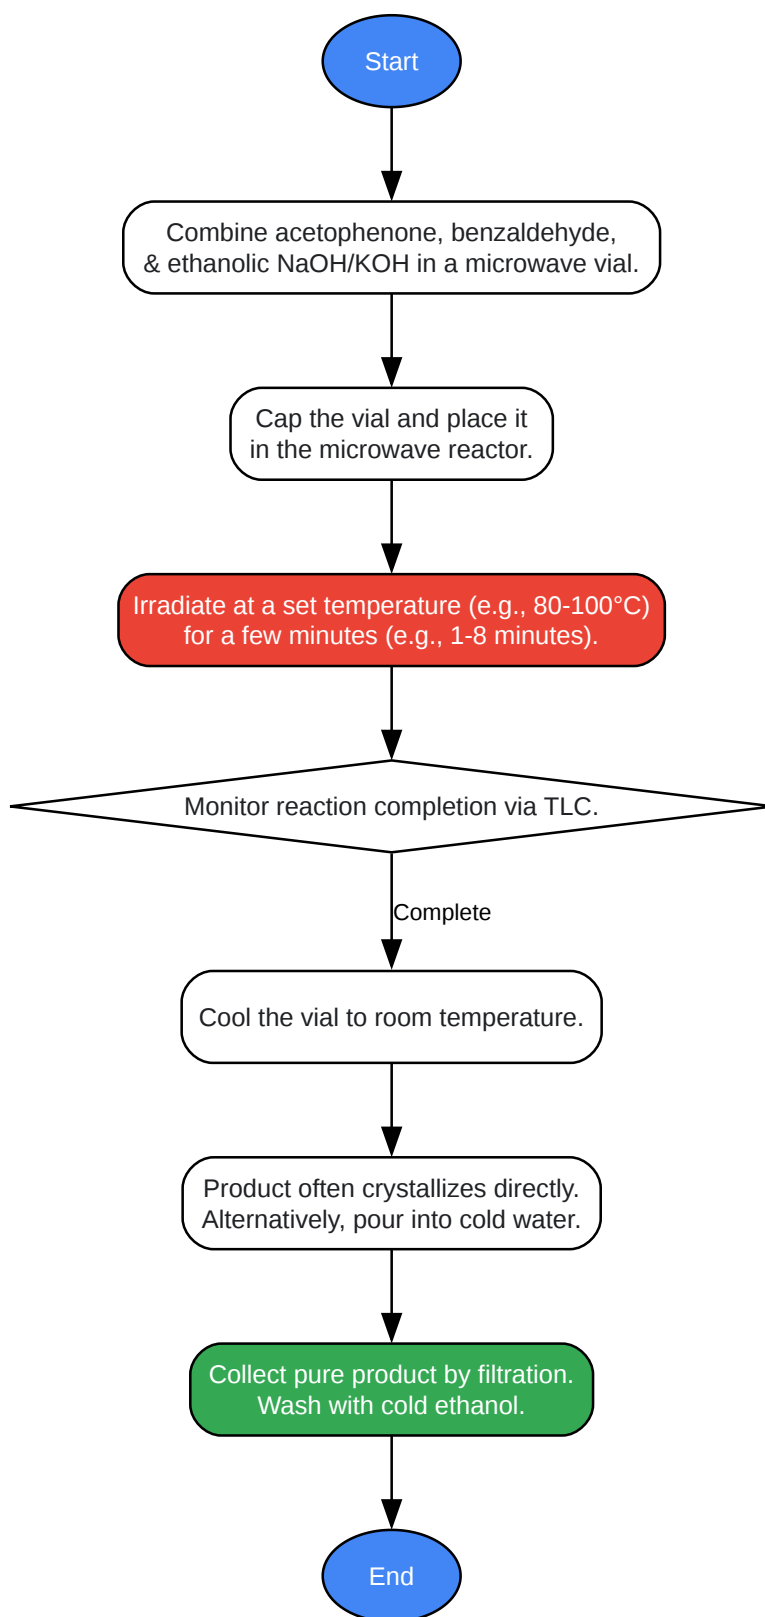 Start
Combine acetophenone, benzaldehyde,
& ethanolic NaOH/KOH in a microwave vial.
Cap the vial and place it
in the microwave reactor.
Irradiate at a set temperature (e.g., 80-100°C)
for a few minutes (e.g., 1-8 minutes).
Monitor reaction completion via TLC.
Complete
Cool the vial to room temperature.
Product often crystallizes directly.
Alternatively, pour into cold water.
Collect pure product by filtration.
Wash with cold ethanol.
End